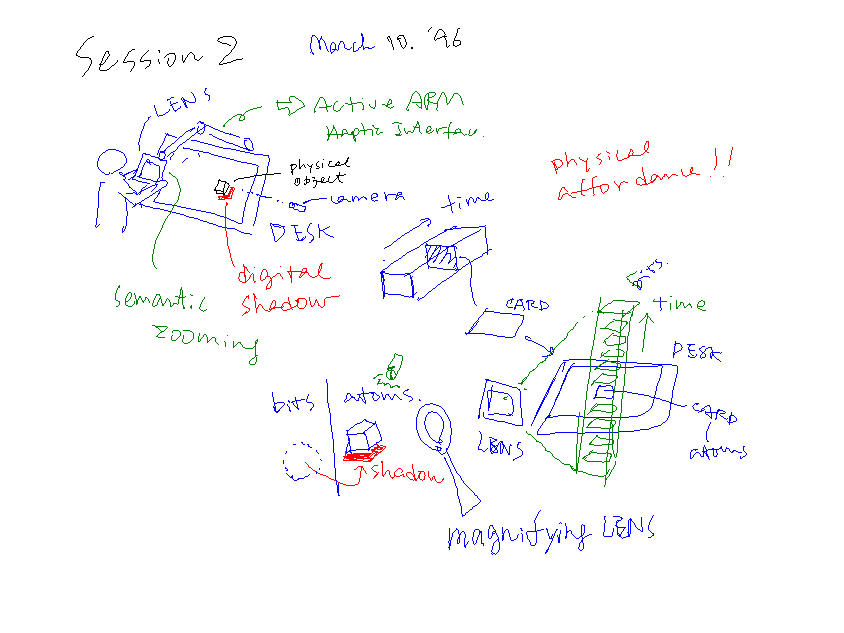 Session 2
March 10. '96
LENS
Active ARM
Haptic Interfac.
physical
object
camera
DESK
physical
affordance!!
time
digital
shadow
semantic
zooming
CARD
bits.
time
DESK
CARD
atoms
LENS
bits
atoms.
shadow
magnifying LENS